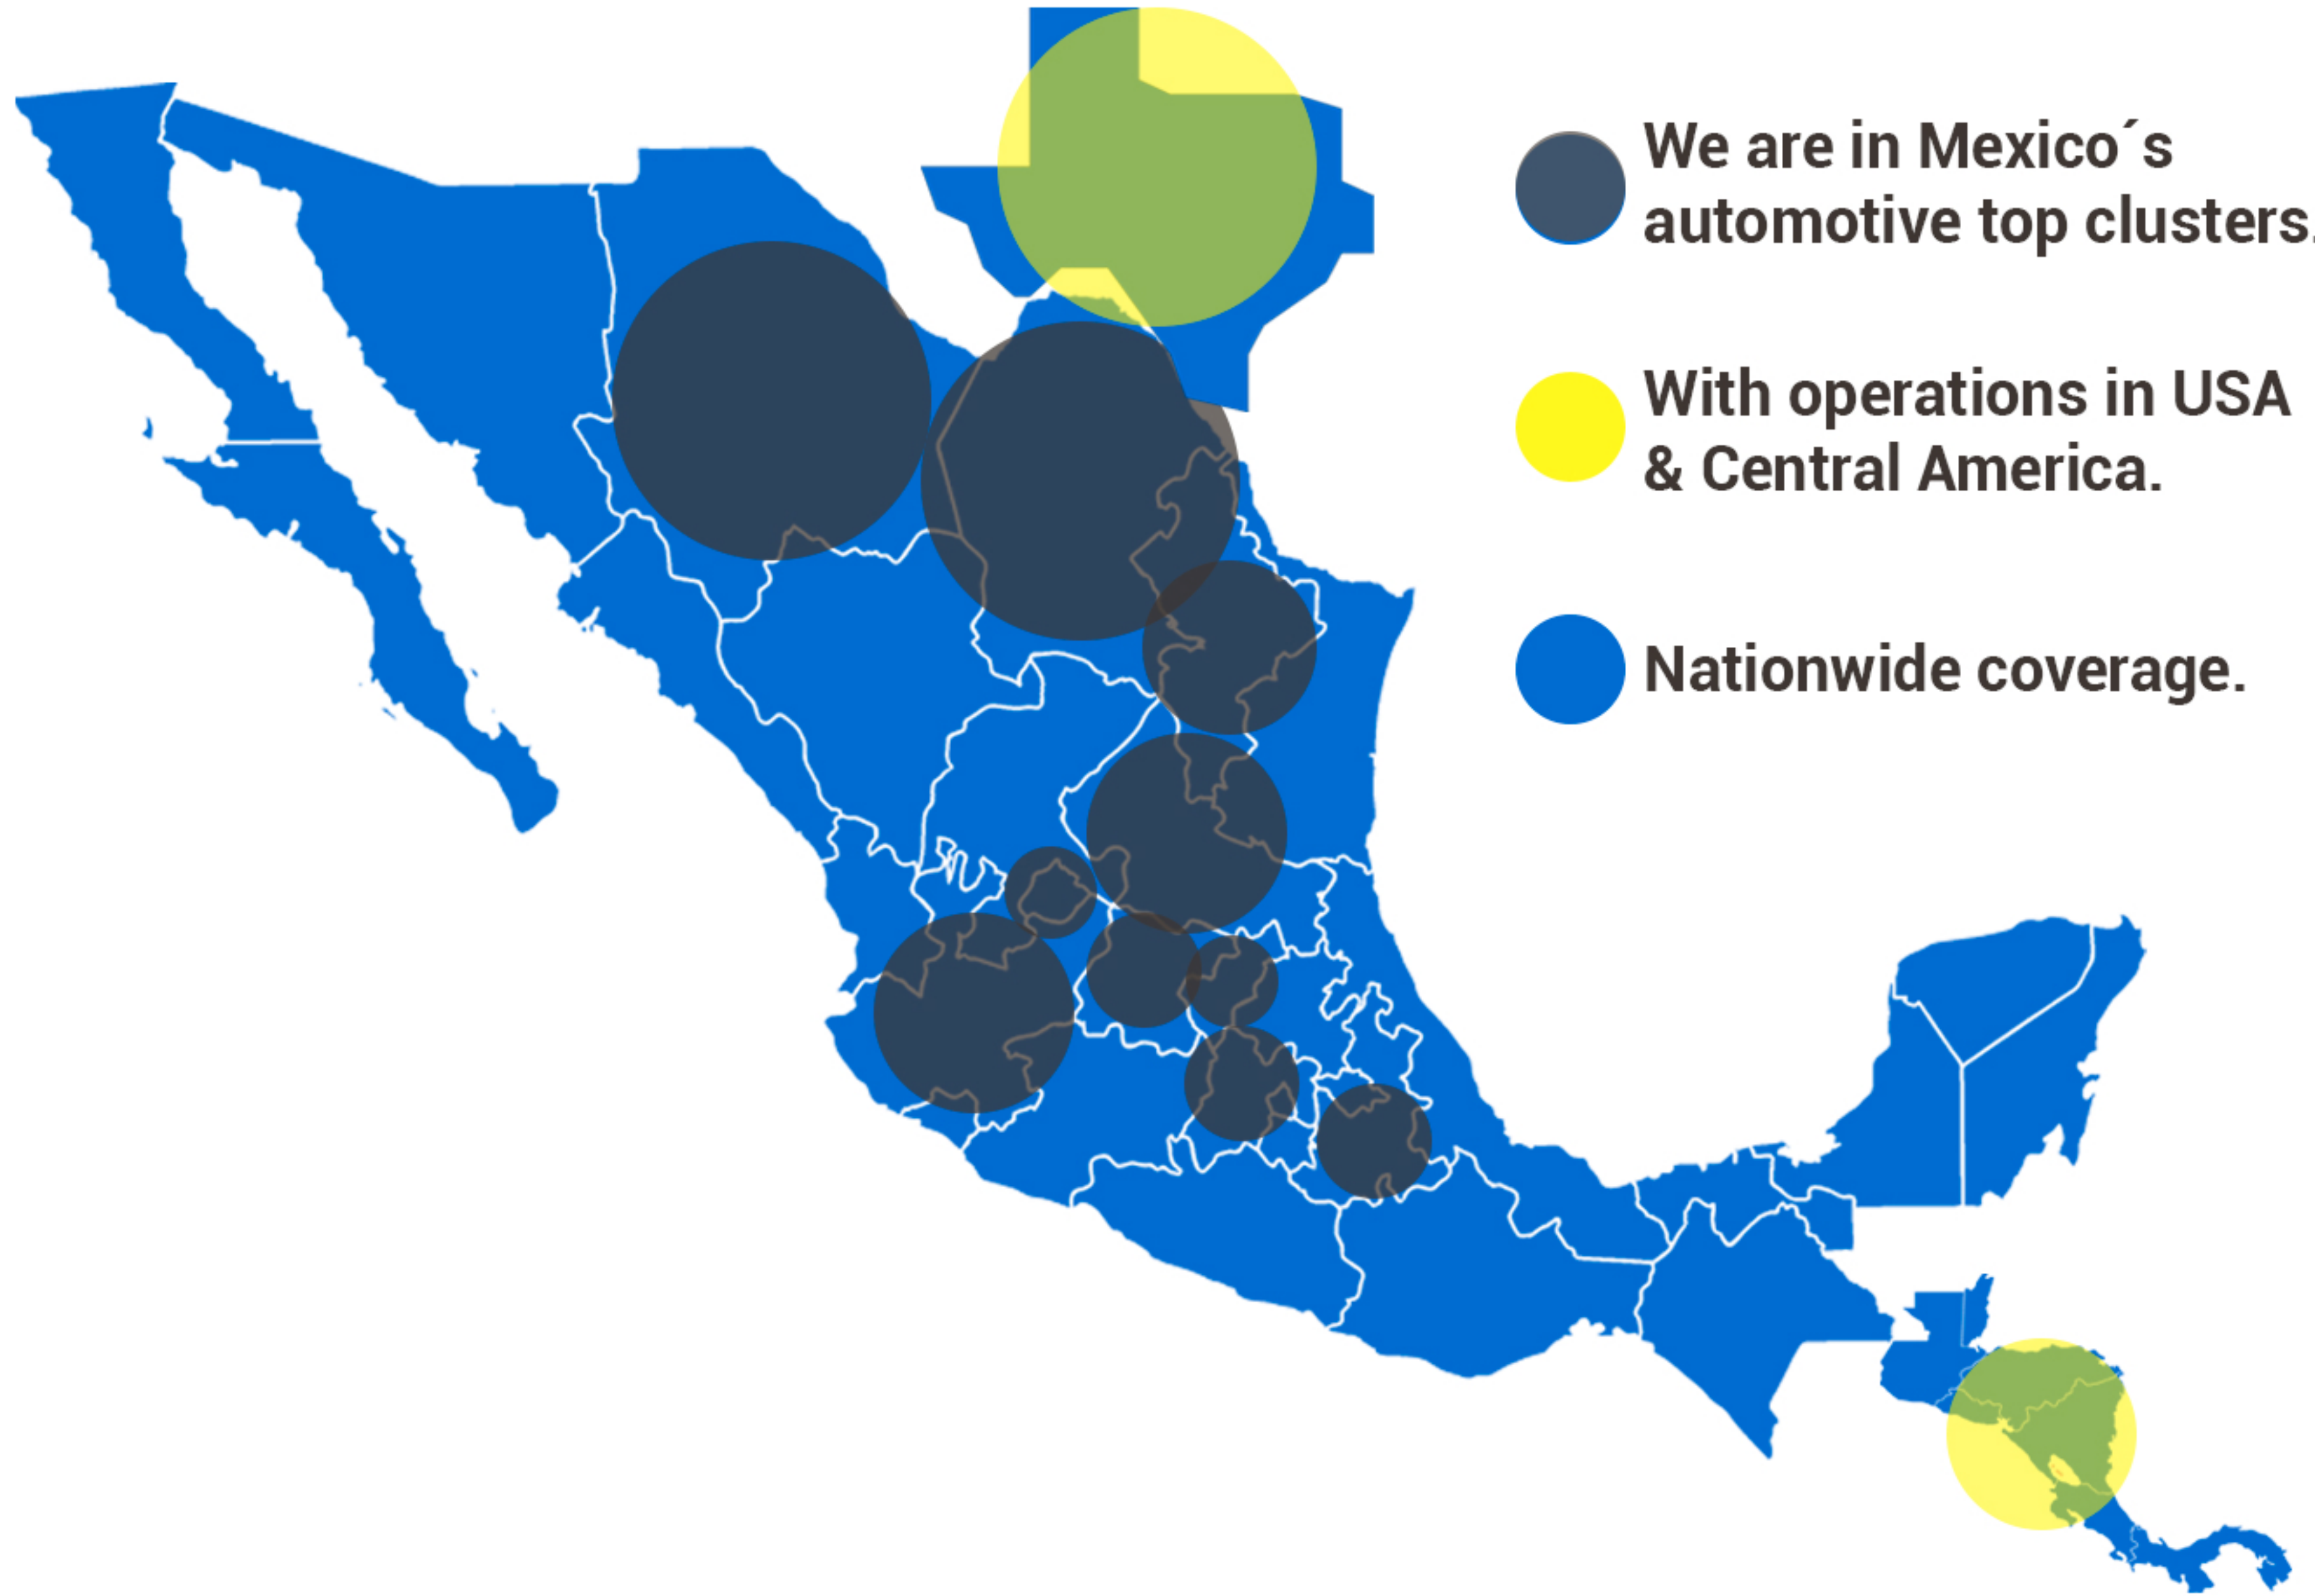 We are in Mexico´s
automotive top clusters.
With operations in USA
& Central America.
Nationwide coverage.